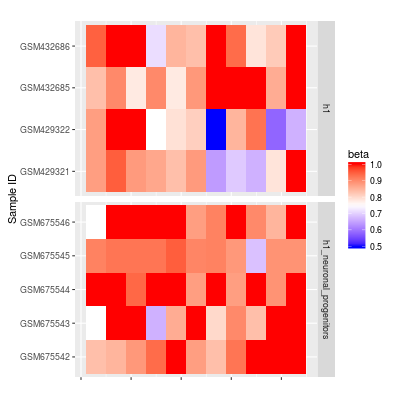 GSM432686
GSM432685
GSM429322
GSM429321
h1
GSM675546
GSM675545
GSM675544
GSM675543
GSM675542
h1_neuronal_progenitors
Sample ID
beta
1.0
0.9
0.8
0.7
0.6
0.5